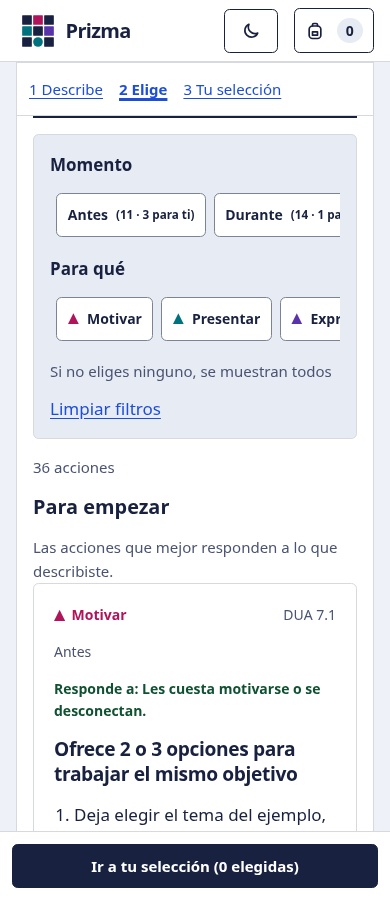 Prizma
0
1 Describe 2 Elige 3 Tu selección
Momento
Antes (11 · 3 para ti) Durante (14 · 1 pa
Para qué
Motivar Presentar Expr
Si no eliges ninguno, se muestran todos
Limpiar filtros
36 acciones
Para empezar
Las acciones que mejor responden a lo que
describiste.
Motivar DUA 7.1
Antes
Responde a: Les cuesta motivarse o se
desconectan.
Ofrece 2 o 3 opciones para
trabajar el mismo objetivo
1. Deja elegir el tema del ejemplo,
Ir a tu selección (0 elegidas)